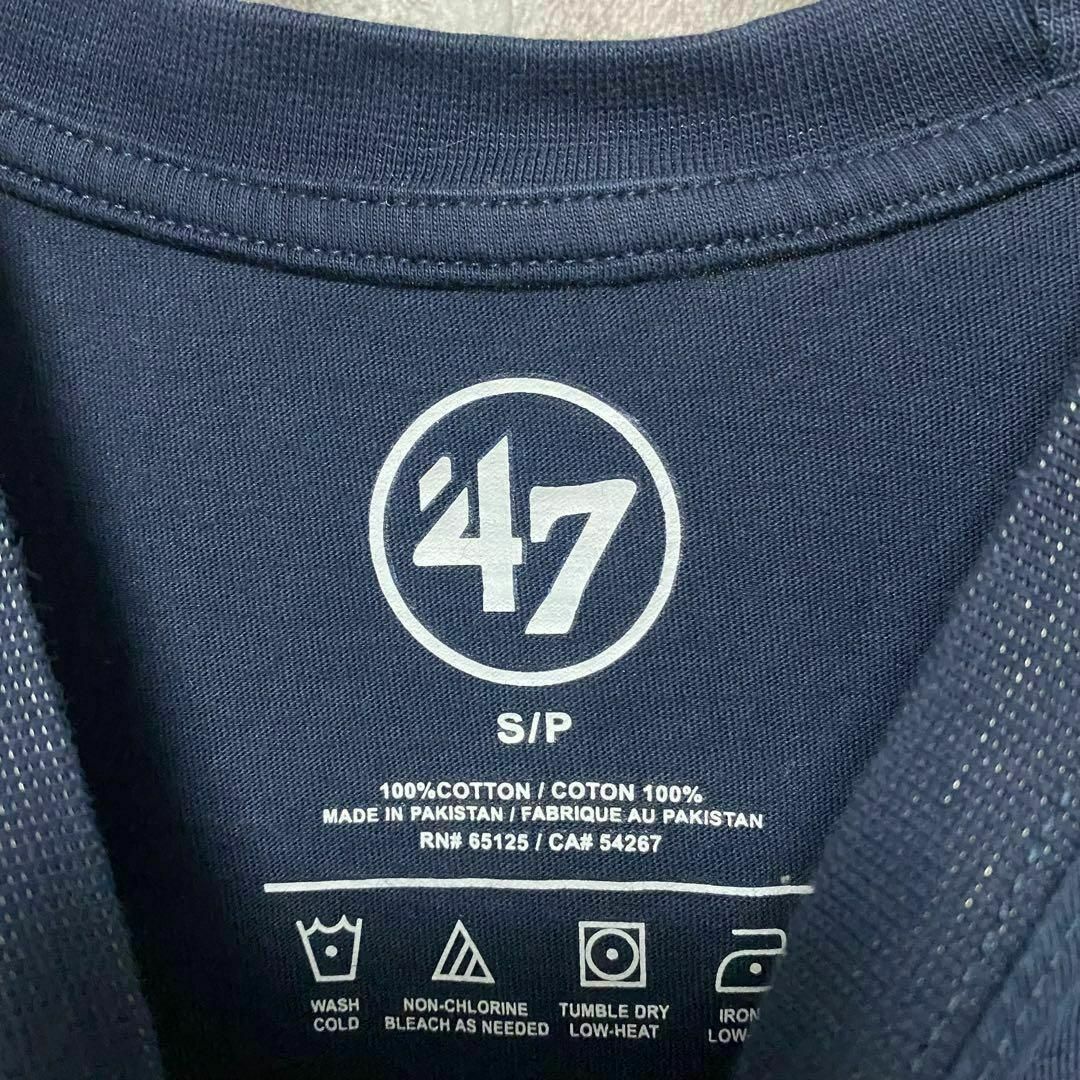 '47
S/P
100%COTTON / COTON 100%
MADE IN PAKISTAN / FABRIQUE AU PAKISTAN
RN# 65125 / CA# 54267
WASH COLD
NON-CHLORINE BLEACH AS NEEDED
TUMBLE DRY LOW-HEAT
IRON LOW-